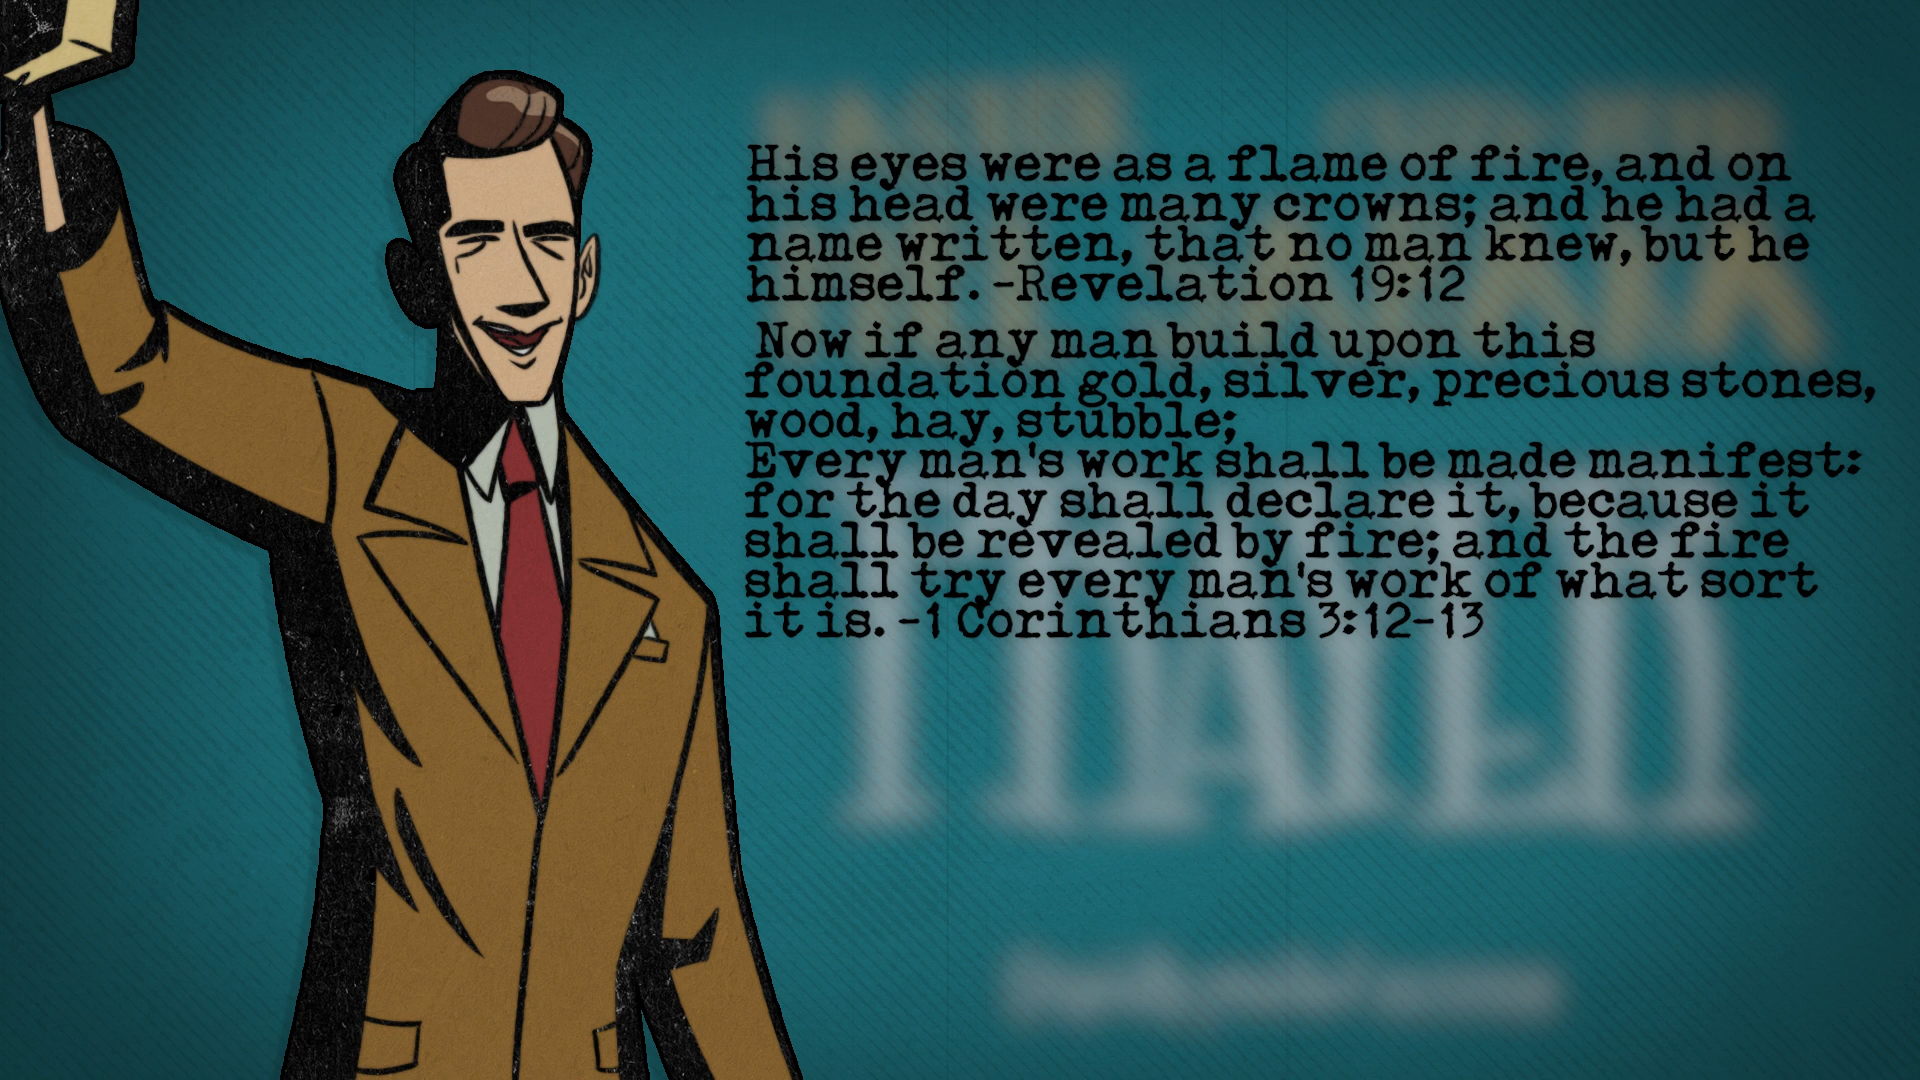 His eyes were as a flame of fire, and on
his head were many crowns; and he had a
name written, that no man knew, but he
himself. -Revelation 19:12
Now if any man build upon this
foundation gold, silver, precious stones,
wood, hay, stubble;
Every man's work shall be made manifest:
for the day shall declare it, because it
shall be revealed by fire; and the fire
shall try every man's work of what sort
it is. -1 Corinthians 3:12-13